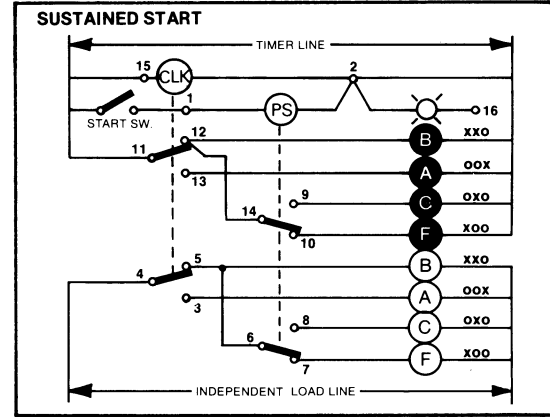 SUSTAINED START
TIMER LINE
15 CLK 2
1 PS 16
START SW.
12 B XXO
11
13 A OOX
9 C OXO
14
10 F XOO
5 B XXO
4
3 A OOX
8 C OXO
6
7 F XOO
INDEPENDENT LOAD LINE